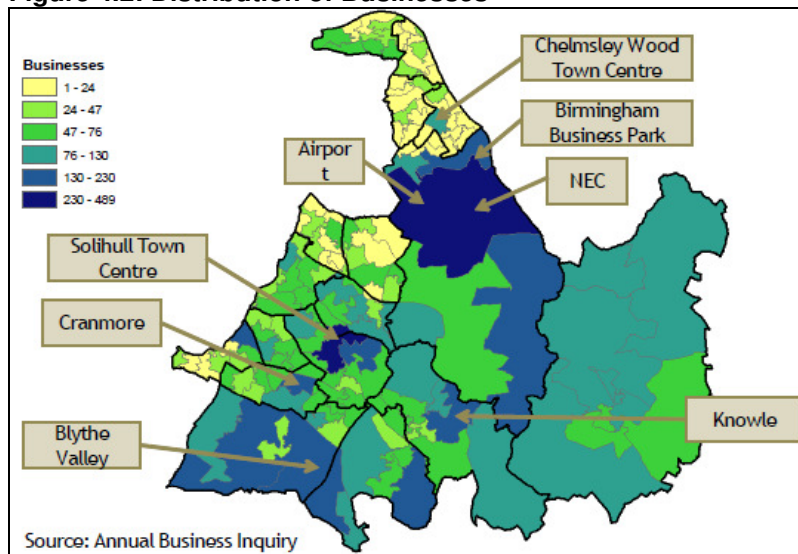 Figure 4.2: Distribution of Businesses
Businesses
1 - 24
24 - 47
47 - 76
76 - 130
130 - 230
230 - 489
Chelmsley Wood
Town Centre
Birmingham
Business Park
Airpor
t
NEC
Solihull Town
Centre
Cranmore
Blythe
Valley
Knowle
Source: Annual Business Inquiry